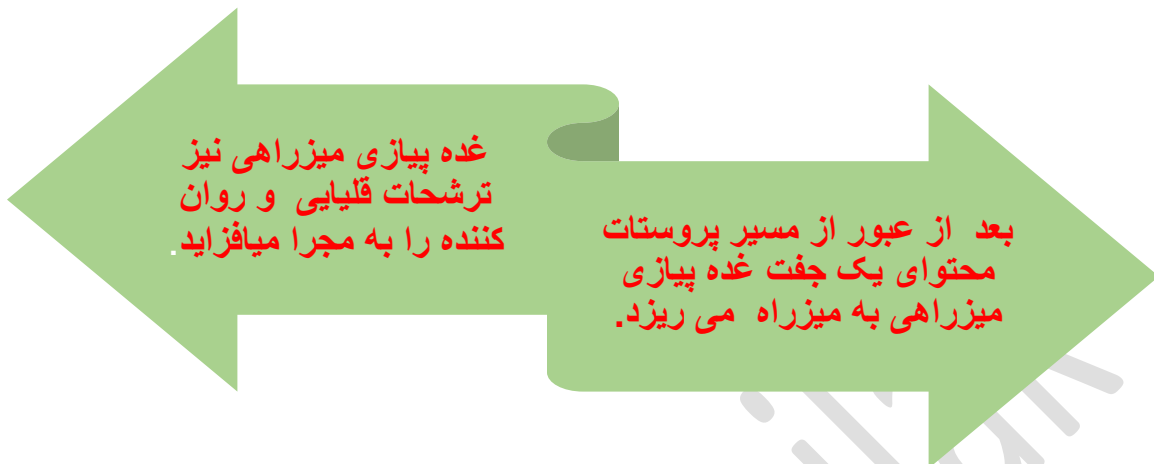 بعد از عبور از مسیر پروستات
محتوای یک جفت غده پیازی
میزراهی به میزراه می ریزد.
غده پیازی میزراهی نیز
ترشحات قلیایی و روان
کننده را به مجرا میافزاید.